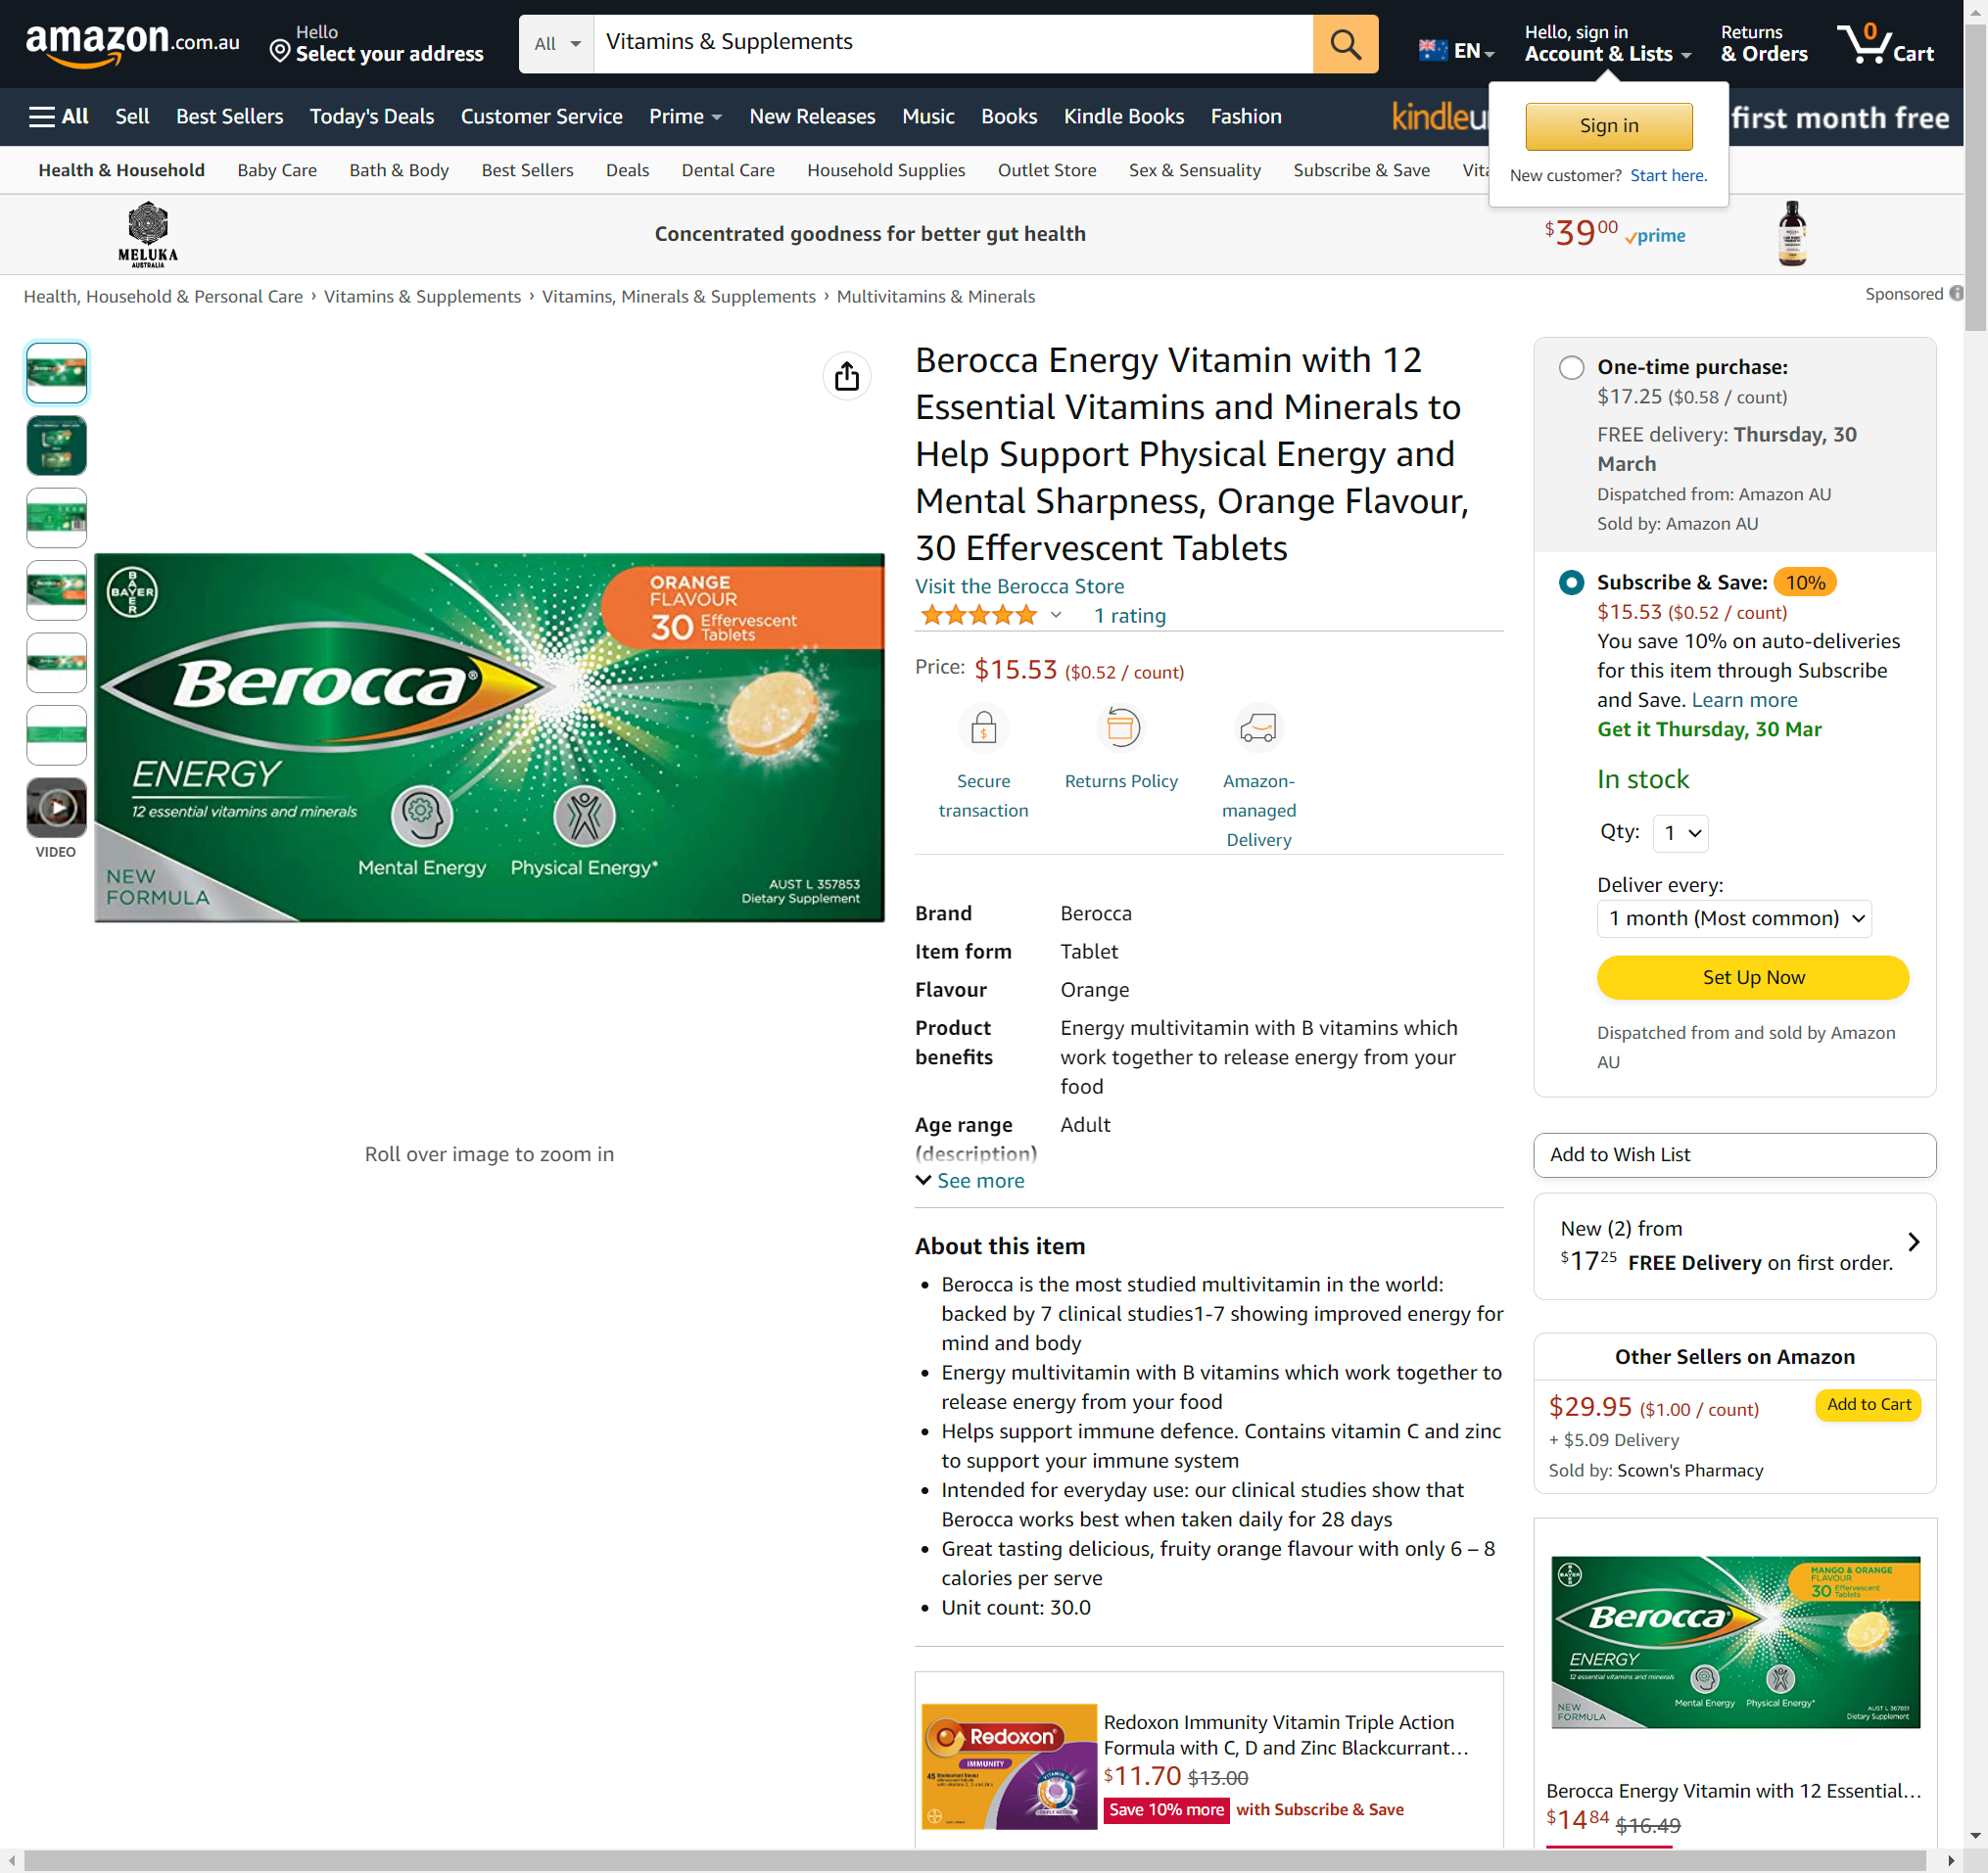 amazon.com.au
Hello
Select your address
All
Vitamins & Supplements
EN
Hello, sign in
Account & Lists
Returns
& Orders
0
Cart
All
Sell
Best Sellers
Today's Deals
Customer Service
Prime
New Releases
Music
Books
Kindle Books
Fashion
kindleu
first month free
Sign in
New customer? Start here.
Health & Household
Baby Care
Bath & Body
Best Sellers
Deals
Dental Care
Household Supplies
Outlet Store
Sex & Sensuality
Subscribe & Save
MELUKA
AUSTRALIA
Concentrated goodness for better gut health
$39 00 prime
Health, Household & Personal Care › Vitamins & Supplements › Vitamins, Minerals & Supplements › Multivitamins & Minerals
Sponsored
VIDEO
BAYER
ORANGE
FLAVOUR
30 Effervescent
Tablets
Berocca®
ENERGY
12 essential vitamins and minerals
Mental Energy
Physical Energy*
NEW
FORMULA
AUST L 357853
Dietary Supplement
Roll over image to zoom in
Berocca Energy Vitamin with 12
Essential Vitamins and Minerals to
Help Support Physical Energy and
Mental Sharpness, Orange Flavour,
30 Effervescent Tablets
Visit the Berocca Store
1 rating
Price: $15.53 ($0.52 / count)
Secure
transaction
Returns Policy
Amazon-
managed
Delivery
Brand Berocca
Item form Tablet
Flavour Orange
Product Energy multivitamin with B vitamins which
benefits work together to release energy from your
food
Age range Adult
(description)
See more
About this item
• Berocca is the most studied multivitamin in the world:
backed by 7 clinical studies1-7 showing improved energy for
mind and body
• Energy multivitamin with B vitamins which work together to
release energy from your food
• Helps support immune defence. Contains vitamin C and zinc
to support your immune system
• Intended for everyday use: our clinical studies show that
Berocca works best when taken daily for 28 days
• Great tasting delicious, fruity orange flavour with only 6 – 8
calories per serve
• Unit count: 30.0
Redoxon®
IMMUNITY
45
Redoxon Immunity Vitamin Triple Action
Formula with C, D and Zinc Blackcurrant…
$11.70 $13.00
Save 10% more with Subscribe & Save
One-time purchase:
$17.25 ($0.58 / count)
FREE delivery: Thursday, 30
March
Dispatched from: Amazon AU
Sold by: Amazon AU
Subscribe & Save: 10%
$15.53 ($0.52 / count)
You save 10% on auto-deliveries
for this item through Subscribe
and Save. Learn more
Get it Thursday, 30 Mar
In stock
Qty: 1
Deliver every:
1 month (Most common)
Set Up Now
Dispatched from and sold by Amazon
AU
Add to Wish List
New (2) from
$17 25 FREE Delivery on first order.
Other Sellers on Amazon
$29.95 ($1.00 / count)
Add to Cart
+ $5.09 Delivery
Sold by: Scown's Pharmacy
BAYER
MANGO & ORANGE
FLAVOUR
30 Effervescent
Tablets
Berocca®
ENERGY
12 essential vitamins and minerals
Mental Energy
Physical Energy*
NEW
FORMULA
Dietary Supplement
Berocca Energy Vitamin with 12 Essential…
$14 84 $16.49